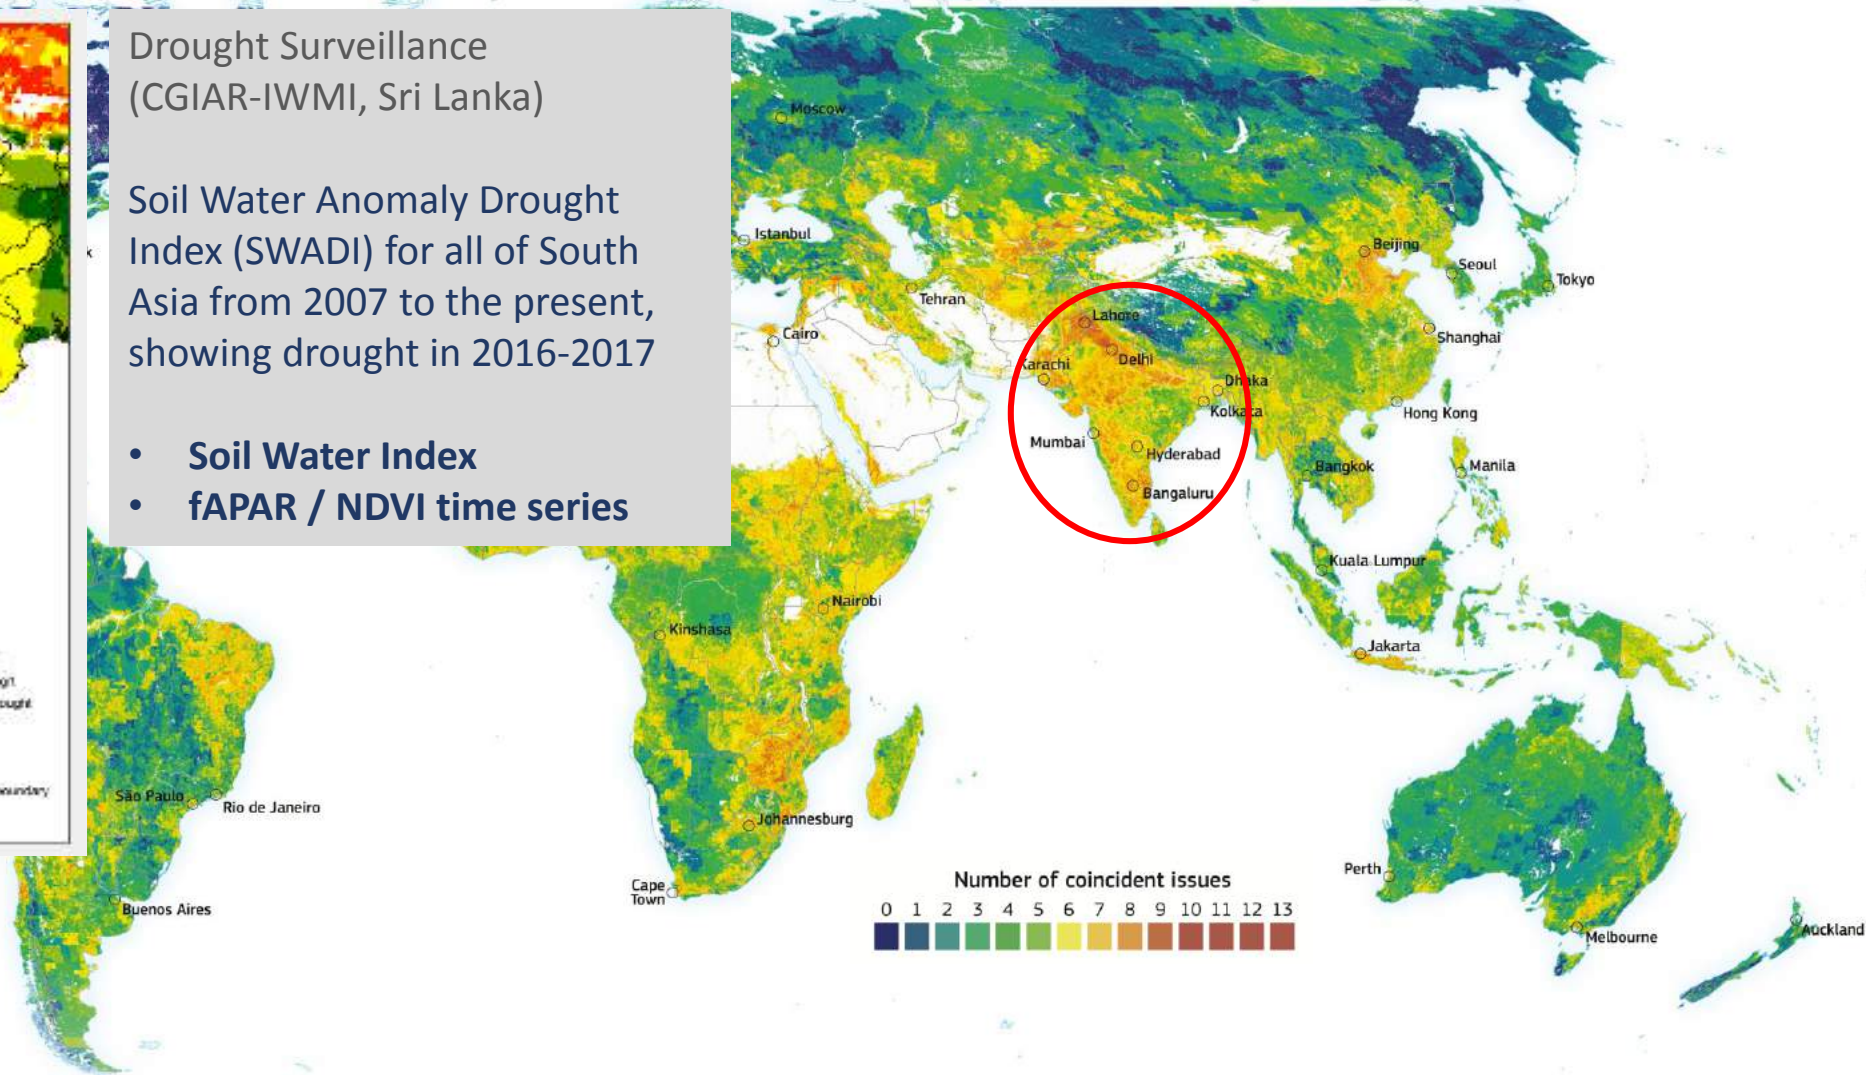 Drought Surveillance
(CGIAR-IWMI, Sri Lanka)
Soil Water Anomaly Drought
Index (SWADI) for all of South
Asia from 2007 to the present,
showing drought in 2016-2017
• Soil Water Index
• fAPAR / NDVI time series
Moscow
Istanbul
Beijing
Seoul
Tokyo
Tehran
Lahore
Cairo
Shanghai
Delhi
Karachi
Dhaka
Kolkata
Hong Kong
Mumbai
Hyderabad
Bangkok
Manila
Bangaluru
Kuala Lumpur
Nairobi
Kinshasa
Jakarta
São Paulo
Rio de Janeiro
Johannesburg
Perth
Cape
Town
Buenos Aires
Melbourne
Auckland
Number of coincident issues
0 1 2 3 4 5 6 7 8 9 10 11 12 13